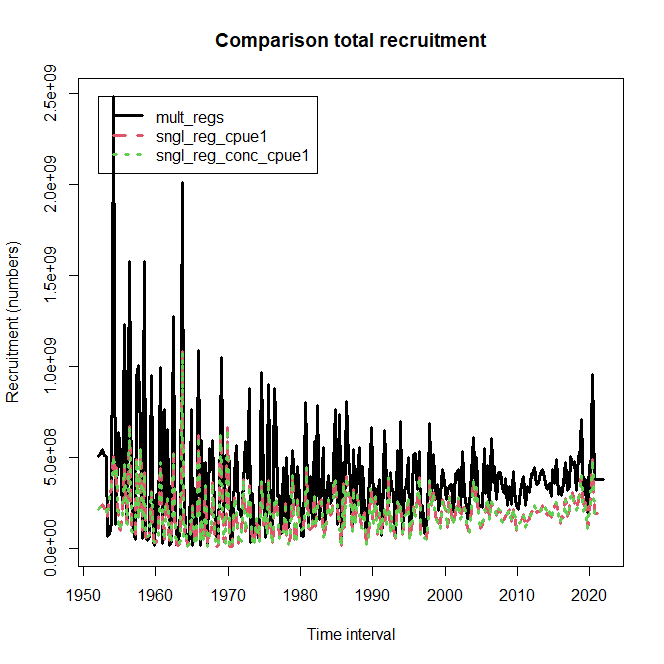 Comparison total recruitment
mult_regs
sngl_reg_cpue1
sngl_reg_conc_cpue1
Recruitment (numbers)
2.5e+09
2.0e+09
1.5e+09
1.0e+09
5.0e+08
0.0e+00
1950 1960 1970 1980 1990 2000 2010 2020
Time interval